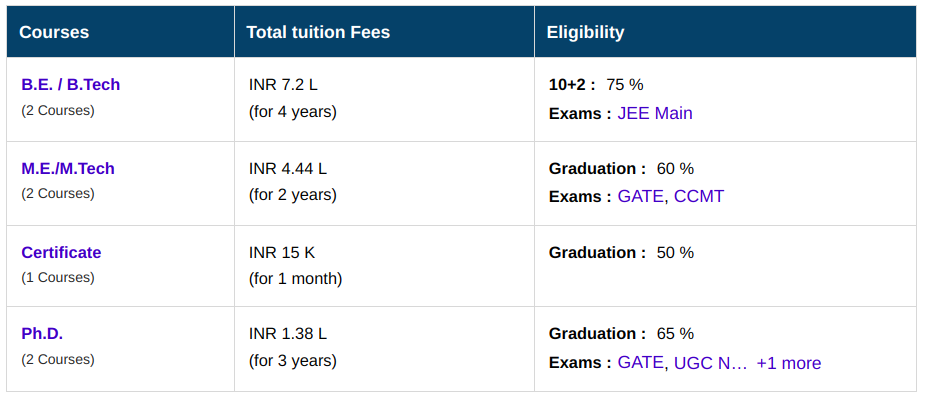 Courses Total tuition Fees Eligibility
B.E. / B.Tech INR 7.2 L 10+2 : 75 %
(2 Courses) (for 4 years) Exams : JEE Main
M.E./M.Tech INR 4.44 L Graduation : 60 %
(2 Courses) (for 2 years) Exams : GATE, CCMT
Certificate INR 15 K Graduation : 50 %
(1 Courses) (for 1 month)
Ph.D. INR 1.38 L Graduation : 65 %
(2 Courses) (for 3 years) Exams : GATE, UGC N... +1 more